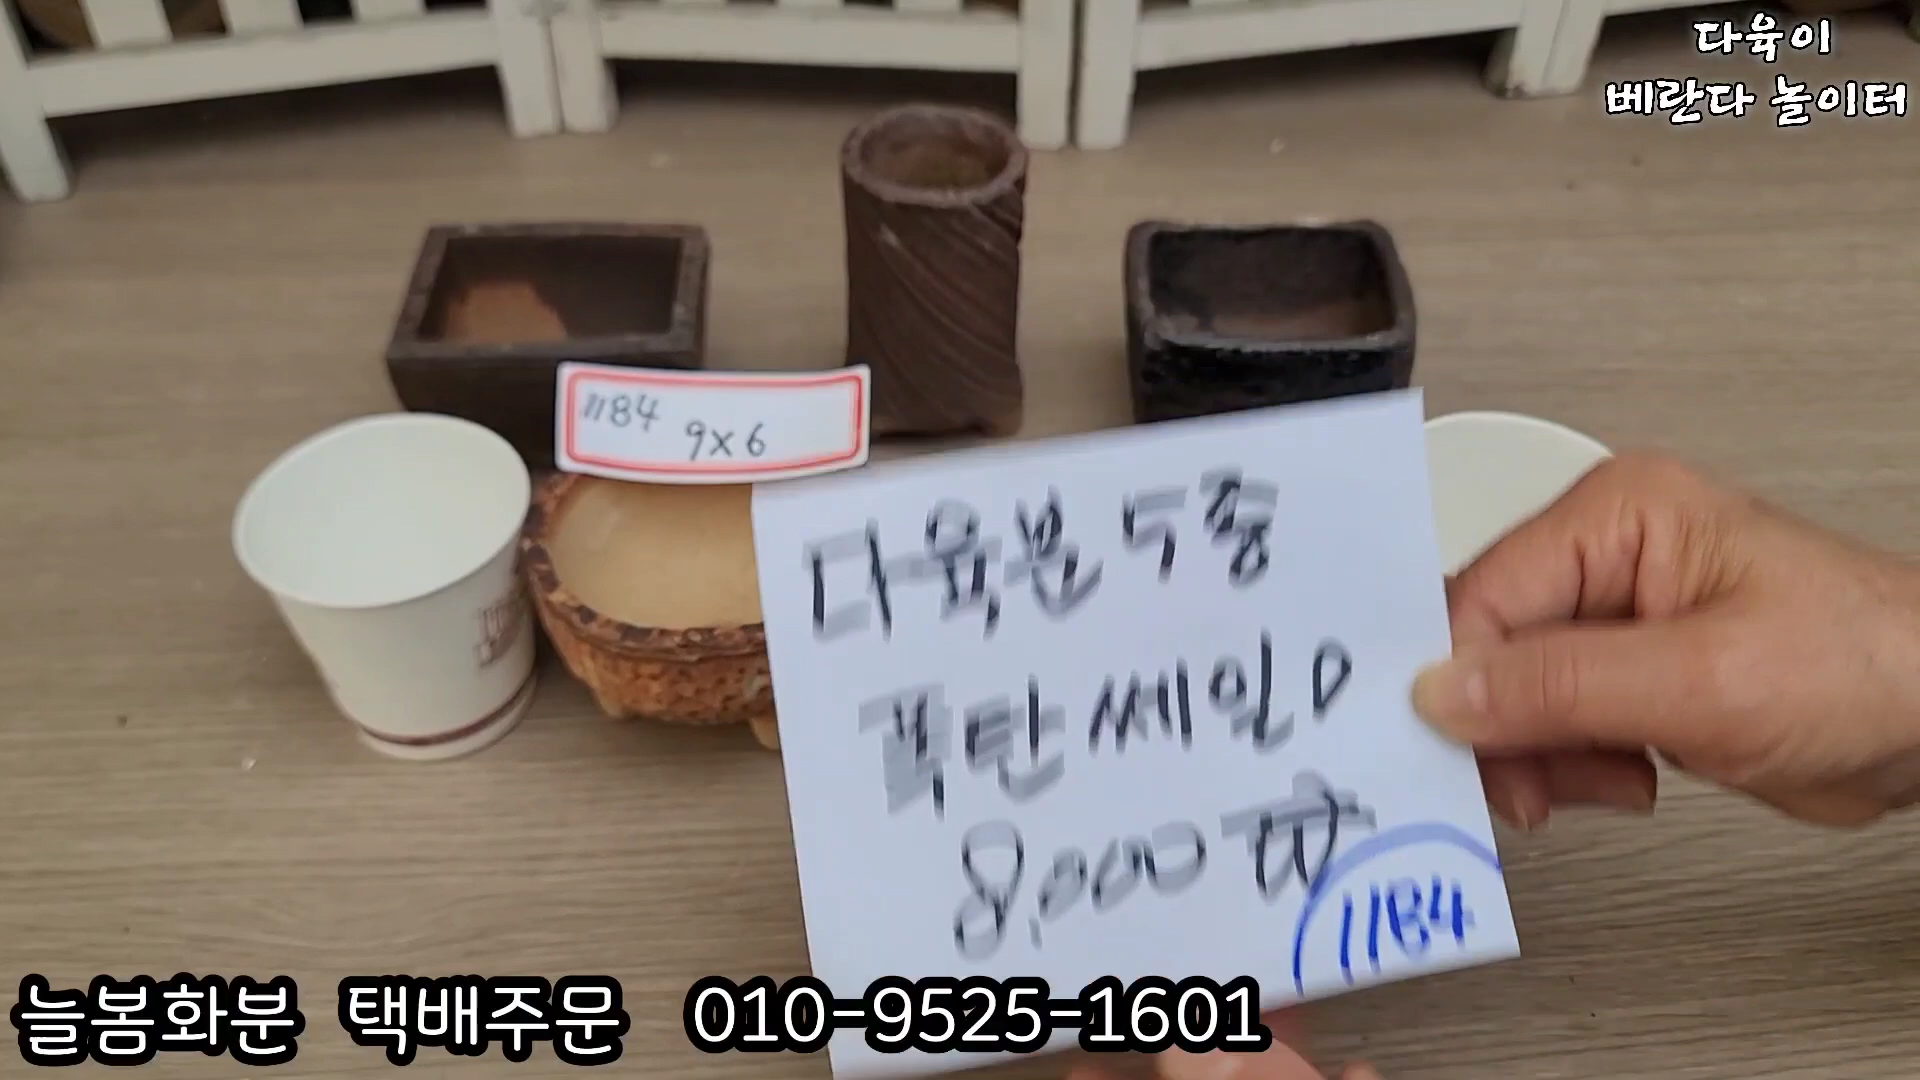 다육이
베란다 놀이터
1184
9x6
다육분 5종
폭탄쎄일
8,000
1184
늘봄화분 택배주문 010-9525-1601